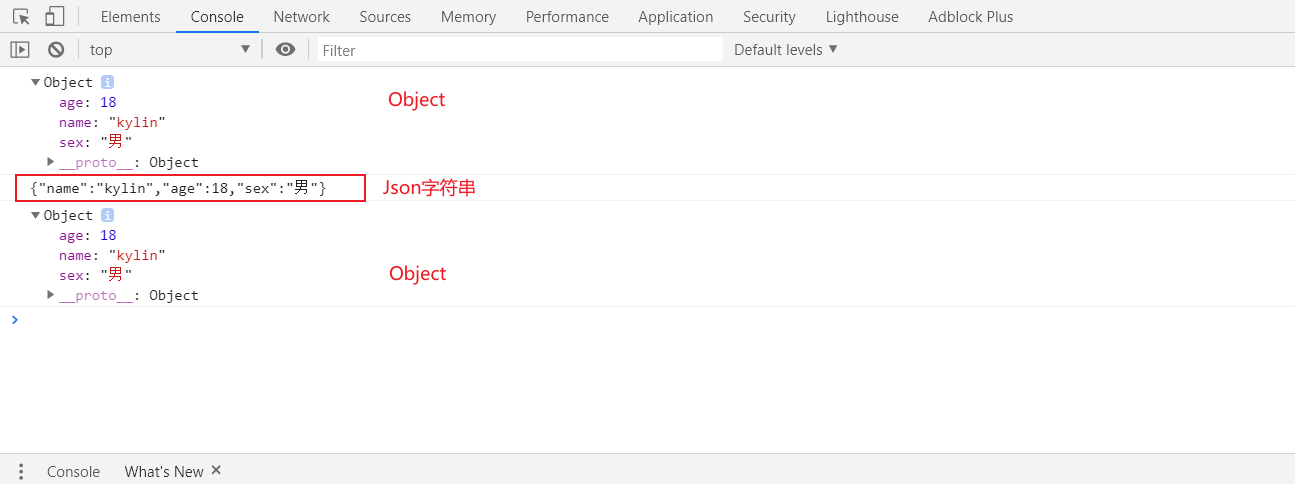 Elements Console Network Sources Memory Performance Application Security Lighthouse Adblock Plus
top Filter Default levels
Object i
age: 18 Object
name: "kylin"
sex: "男"
__proto__: Object
{"name":"kylin","age":18,"sex":"男"} Json字符串
Object i
age: 18
name: "kylin"
sex: "男" Object
__proto__: Object
Console What's New